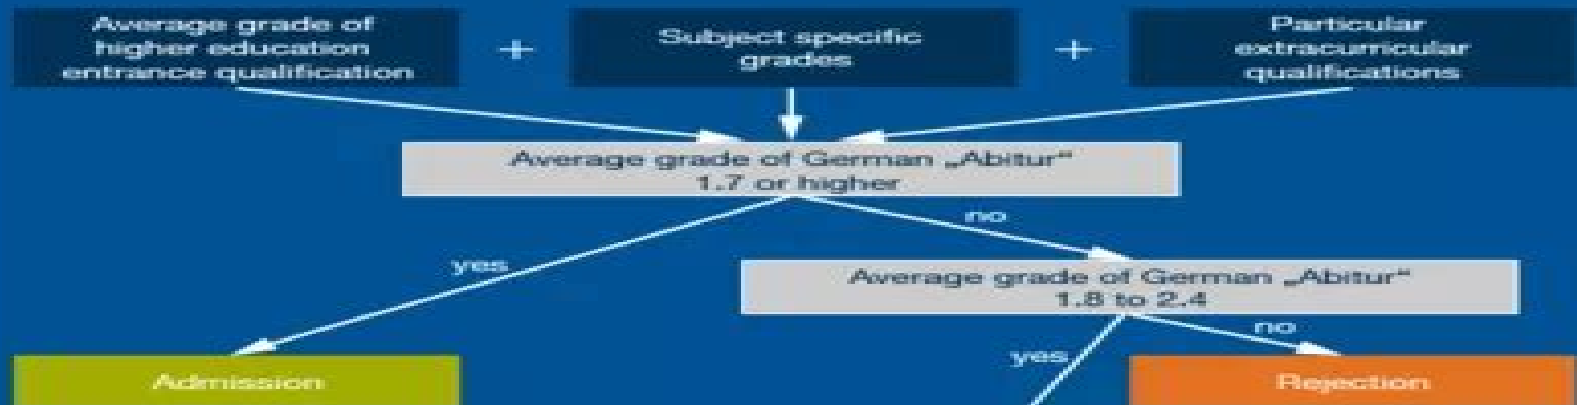 Average grade of
higher education
entrance qualification
+
Subject specific
grades
+
Particular
extracurricular
qualifications
Average grade of German „Abitur“
1.7 or higher
no
yes
Average grade of German „Abitur“
1.8 to 2.4
no
yes
Admission
Rejection